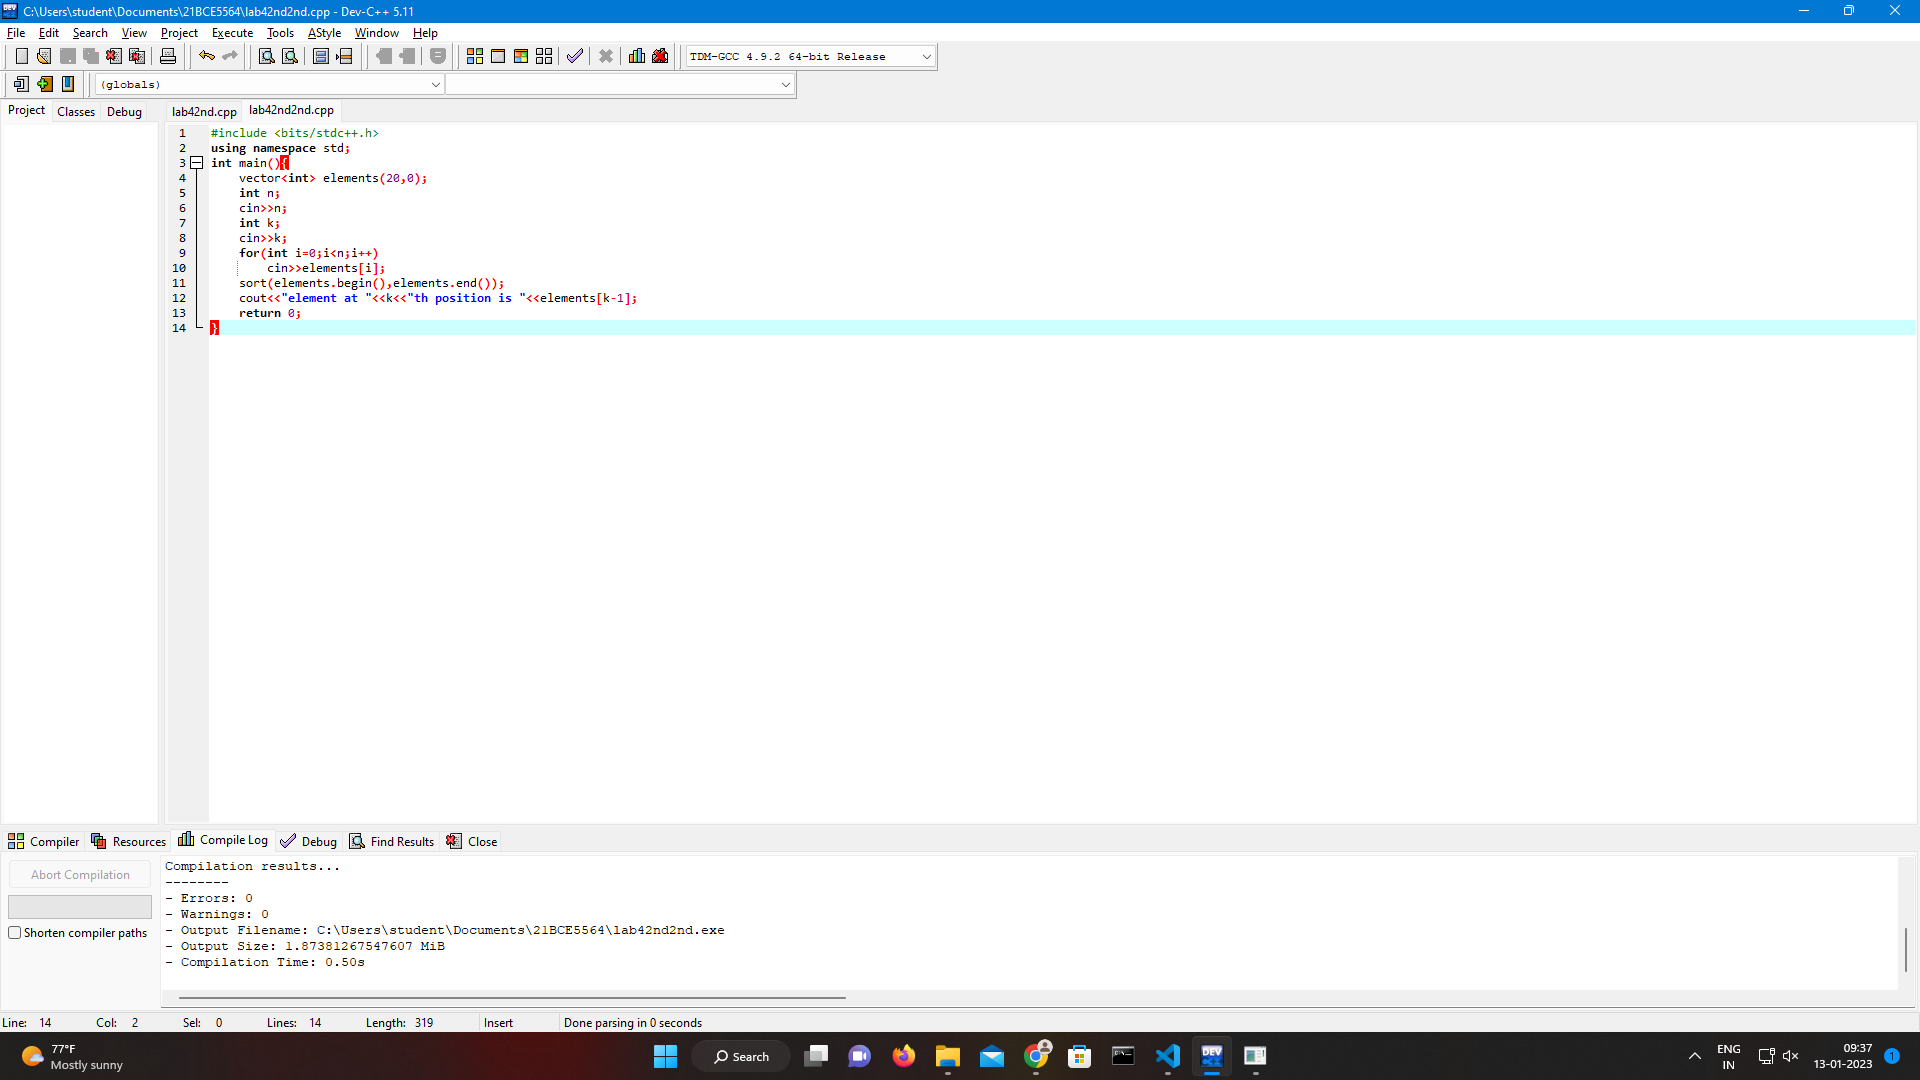 C:\Users\student\Documents\21BCE5564\lab42nd2nd.cpp - Dev-C++ 5.11
File Edit Search View Project Execute Tools AStyle Window Help
TDM-GCC 4.9.2 64-bit Release
(globals)
Project Classes Debug lab42nd.cpp lab42nd2nd.cpp
1 #include <bits/stdc++.h>
2 using namespace std;
3 int main(){
4 vector<int> elements(20,0);
5 int n;
6 cin>>n;
7 int k;
8 cin>>k;
9 for(int i=0;i<n;i++)
10 cin>>elements[i];
11 sort(elements.begin(),elements.end());
12 cout<<"element at "<<k<<"th position is "<<elements[k-1];
13 return 0;
14 }
Compiler Resources Compile Log Debug Find Results Close
Abort Compilation
Shorten compiler paths
Compilation results...
--------
- Errors: 0
- Warnings: 0
- Output Filename: C:\Users\student\Documents\21BCE5564\lab42nd2nd.exe
- Output Size: 1.87381267547607 MiB
- Compilation Time: 0.50s
Line: 14 Col: 2 Sel: 0 Lines: 14 Length: 319 Insert Done parsing in 0 seconds
77°F
Mostly sunny
Search
DEV
ENG
IN
09:37
13-01-2023
1